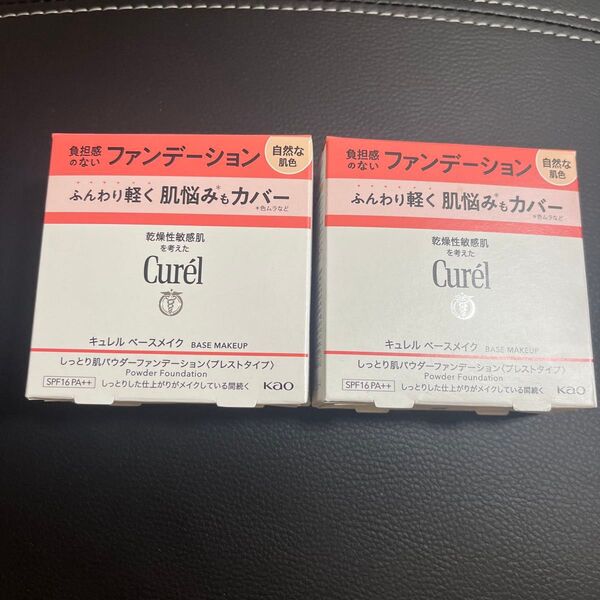 負担感
のない ファンデーション
自然な
肌色
ふんわり軽く 肌悩み*もカバー
*色ムラなど
乾燥性敏感肌
を考えた
Curél
キュレル ベースメイク BASE MAKEUP
しっとり肌パウダーファンデーション〈プレストタイプ〉
Powder Foundation
SPF16 PA++ しっとりした仕上がりがメイクしている間続く
Kao
負担感
のない ファンデーション
自然な
肌色
ふんわり軽く 肌悩み*もカバー
*色ムラなど
乾燥性敏感肌
を考えた
Curél
キュレル ベースメイク BASE MAKEUP
しっとり肌パウダーファンデーション〈プレストタイプ〉
Powder Foundation
SPF16 PA++ しっとりした仕上がりがメイクしている間続く
Kao